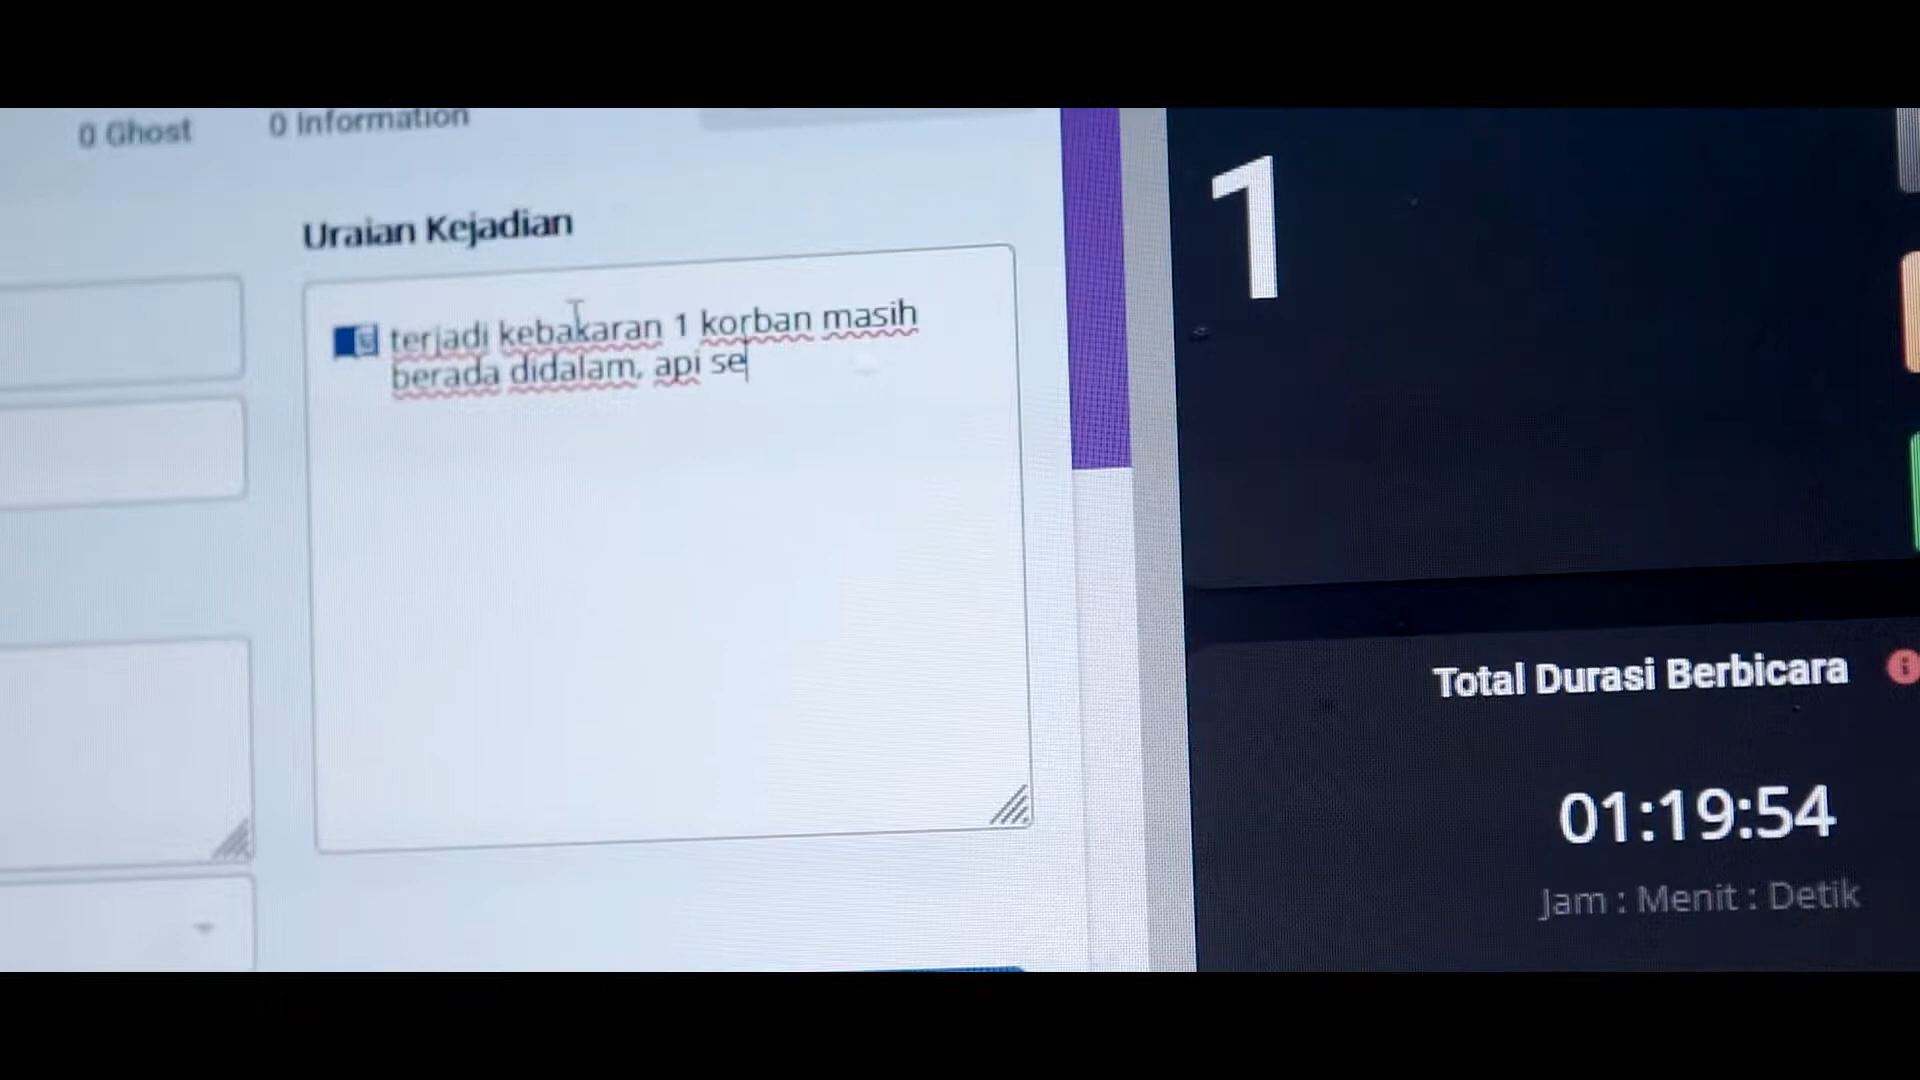 0 Ghost
0 Information
Uraian Kejadian
terjadi kebakaran 1 korban masih
berada didalam, api se
1
Total Durasi Berbicara
01:19:54
Jam : Menit : Detik